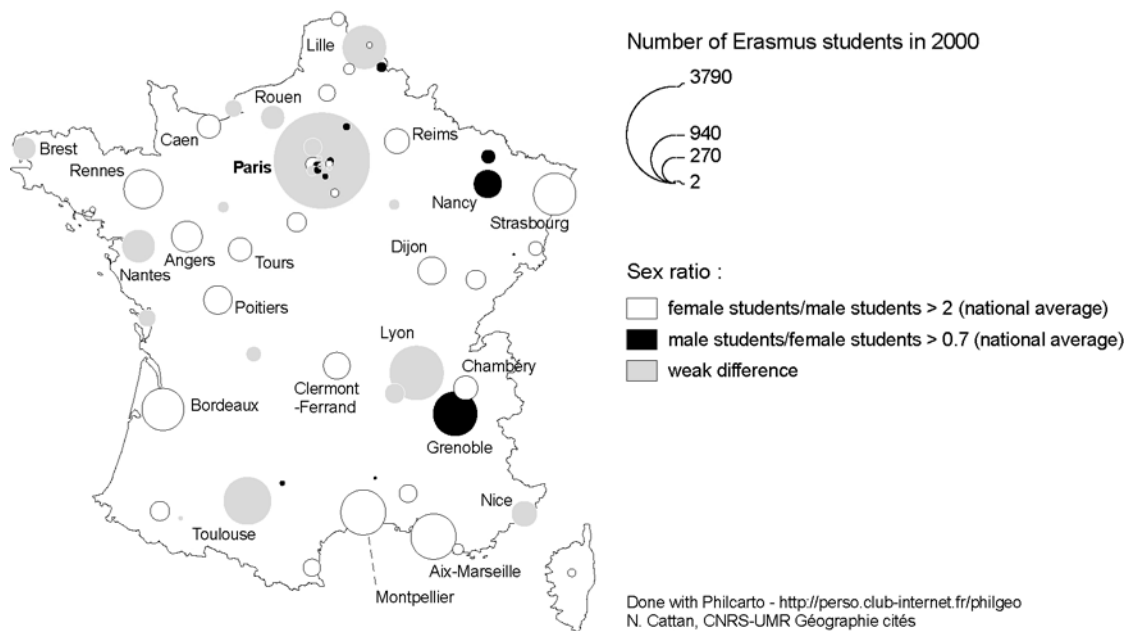 Lille
Rouen
Caen
Reims
Brest
Paris
Rennes
Nancy
Strasbourg
Angers
Tours
Dijon
Nantes
Poitiers
Lyon
Chambéry
Clermont
-Ferrand
Bordeaux
Grenoble
Nice
Toulouse
Aix-Marseille
Montpellier
Number of Erasmus students in 2000
3790
940
270
2
Sex ratio :
female students/male students > 2 (national average)
male students/female students > 0.7 (national average)
weak difference
Done with Philcarto - http://perso.club-internet.fr/philgeo
N. Cattan, CNRS-UMR Géographie cités